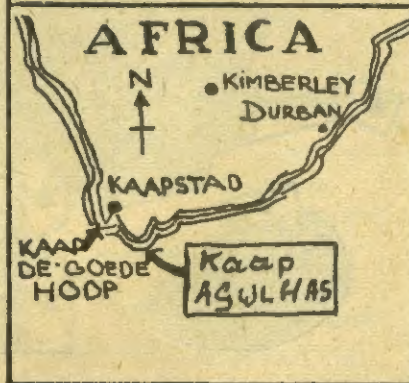 AFRICA
N
KIMBERLEY
DURBAN
KAAPSTAD
KAAP
DE·GOEDE
HOOP
Kaap
AGULHAS